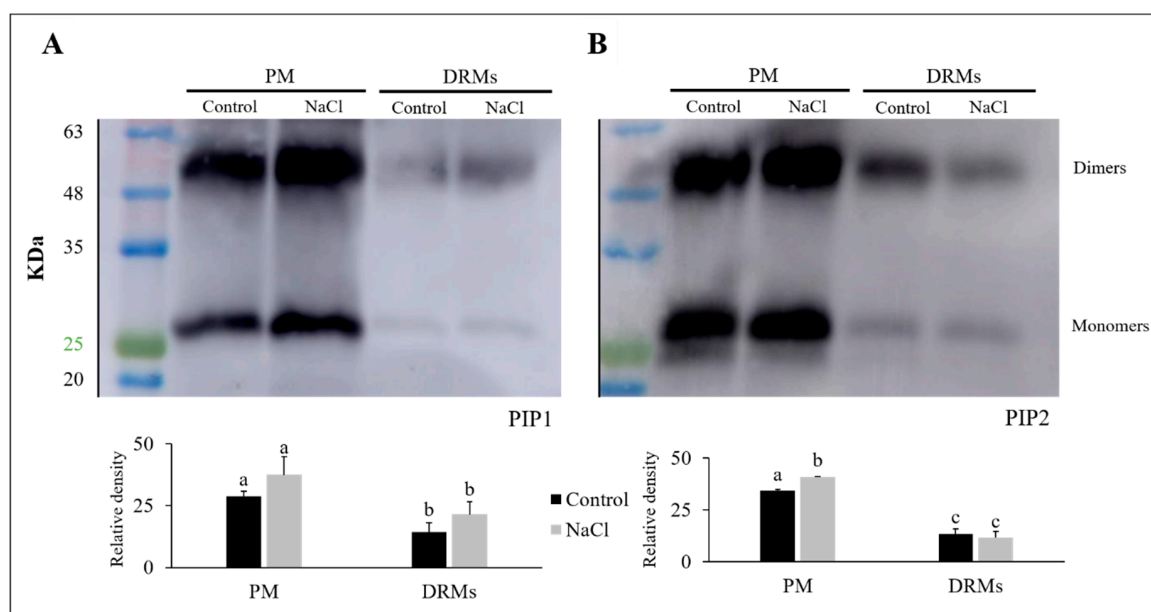 A
PM
DRMs
Control
NaCl
Control
NaCl
KDa
63
48
35
25
20
PIP1
Relative density
50
25
0
a
a
b
b
PM
DRMs
Control
NaCl
B
PM
DRMs
Control
NaCl
Control
NaCl
Dimers
Monomers
PIP2
Relative density
50
25
0
a
b
c
c
PM
DRMs